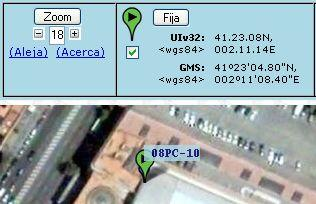 Zoom
18
(Aleja) (Acerca)
Fija
UIv32: 41.23.08N,
<wgs84> 002.11.14E
GMS: 41º23'04.80"N,
<wgs84> 002º11'08.40"E
08PC-10